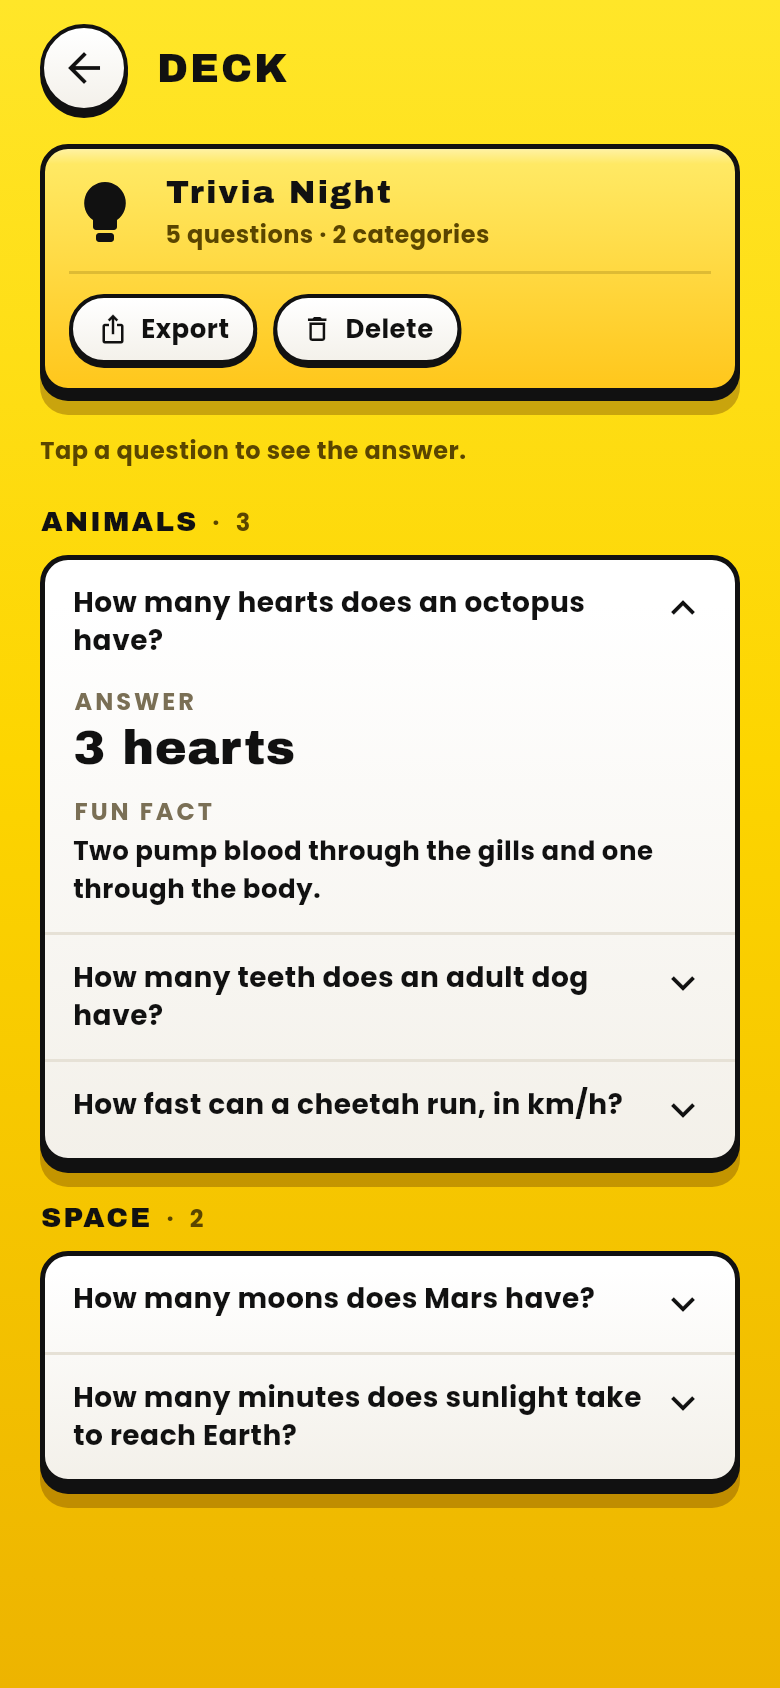 DECK
Trivia Night
5 questions · 2 categories
Export
Delete
Tap a question to see the answer.
ANIMALS · 3
How many hearts does an octopus
have?
ANSWER
3 hearts
FUN FACT
Two pump blood through the gills and one
through the body.
How many teeth does an adult dog
have?
How fast can a cheetah run, in km/h?
SPACE · 2
How many moons does Mars have?
How many minutes does sunlight take
to reach Earth?